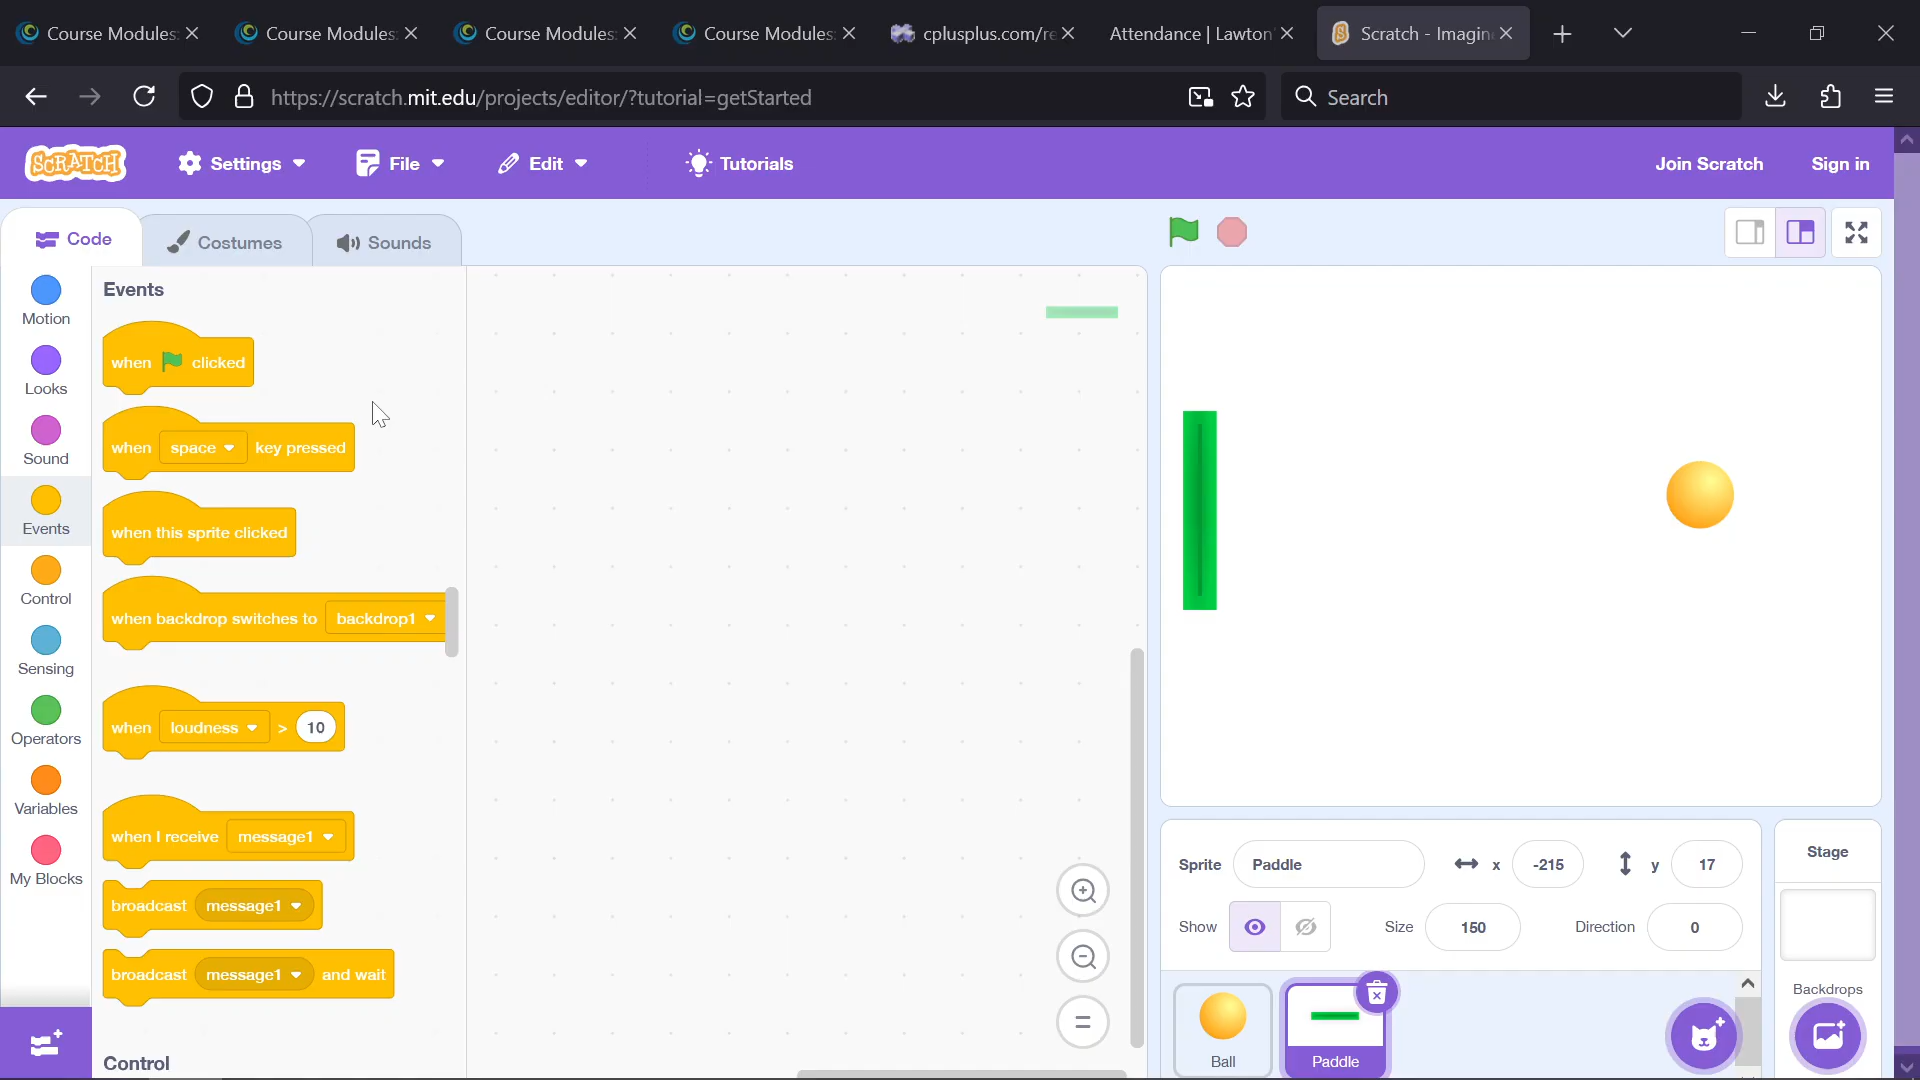 Course Modules: Course Modules: Course Modules: Course Modules: cplusplus.com/re Attendance | Lawton Scratch - Imagin
https://scratch.mit.edu/projects/editor/?tutorial=getStarted Search
SCRATCH Settings File Edit Tutorials Join Scratch Sign in
Code Costumes Sounds
Motion
Looks
Sound
Events
Control
Sensing
Operators
Variables
My Blocks
Events
when clicked
when space key pressed
when this sprite clicked
when backdrop switches to backdrop1
when loudness > 10
when I receive message1
broadcast message1
broadcast message1 and wait
Control
Sprite Paddle x -215 y 17
Show Size 150 Direction 0
Ball Paddle
Stage
Backdrops